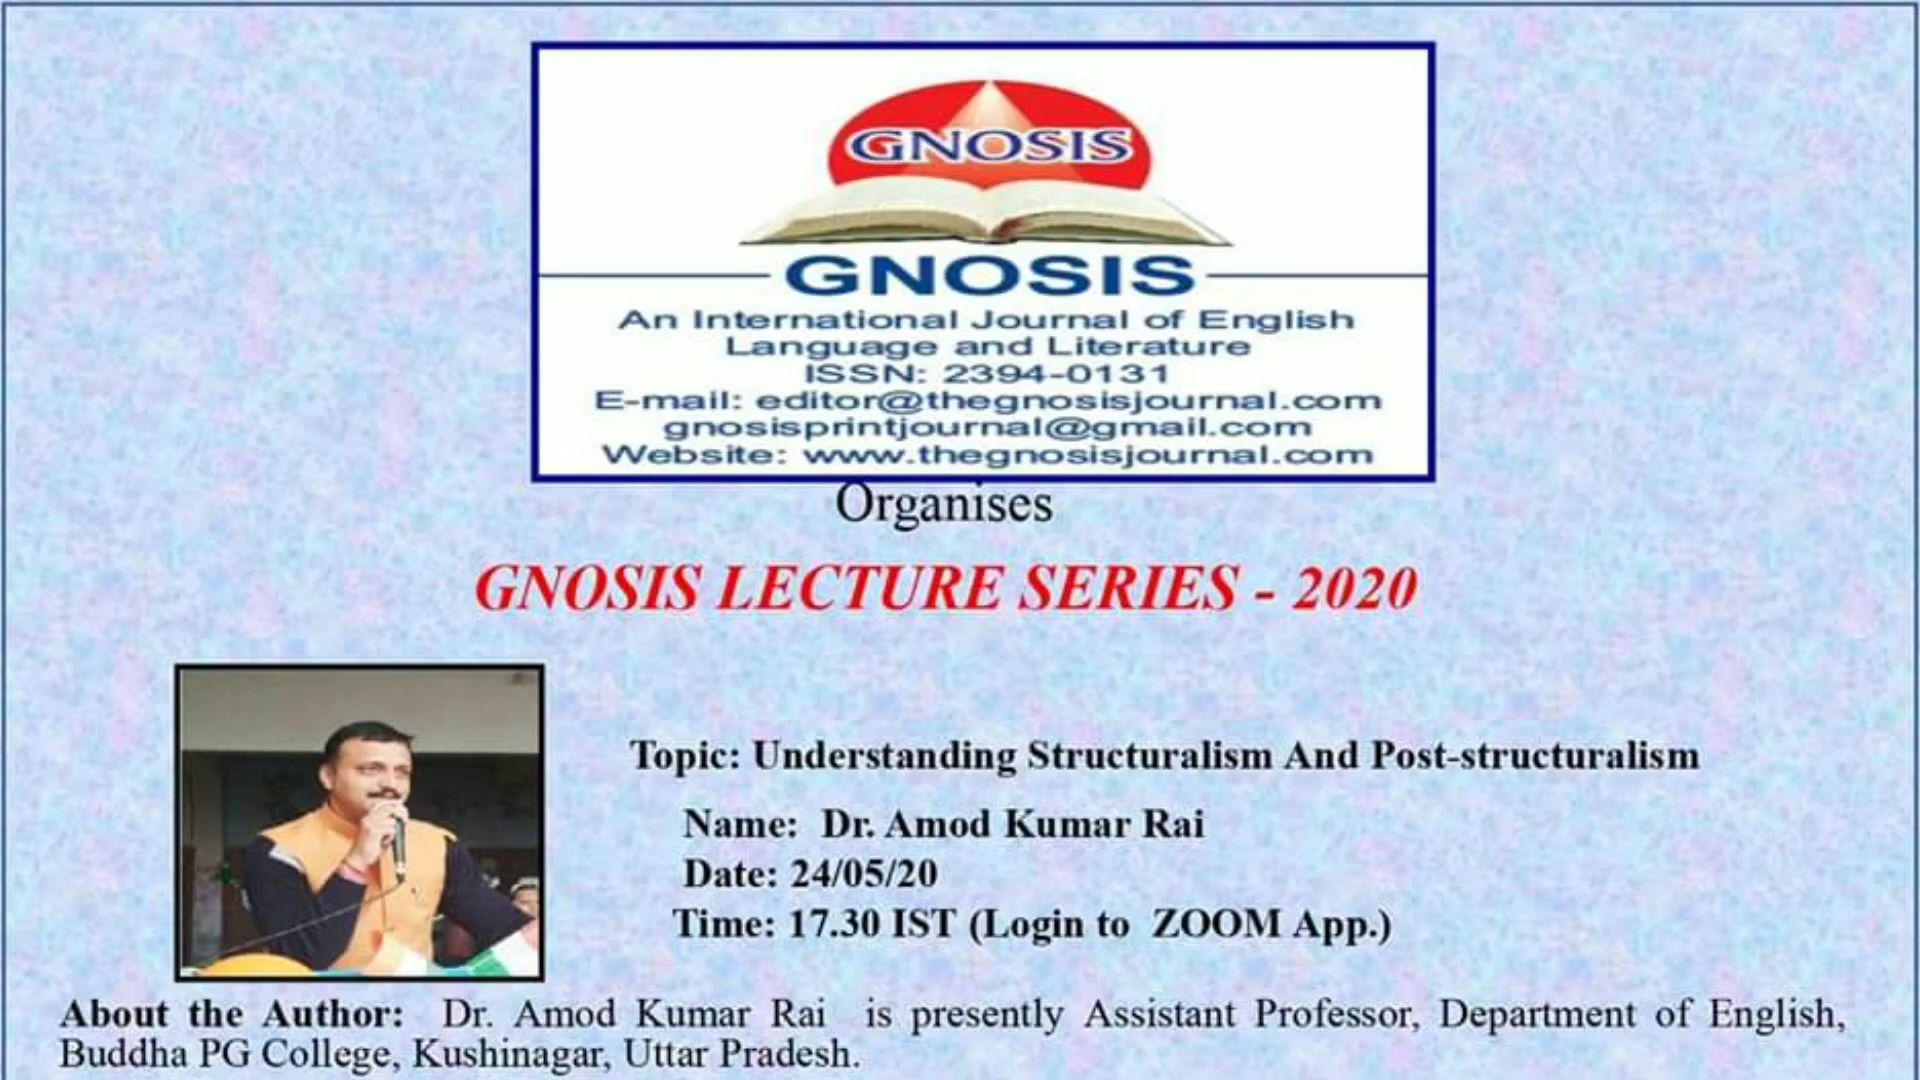 GNOSIS
GNOSIS
An International Journal of English
Language and Literature
ISSN: 2394-0131
E-mail: editor@thegnosisjournal.com
gnosisprintjournal@gmail.com
Website: www.thegnosisjournal.com
Organises
GNOSIS LECTURE SERIES - 2020
Topic: Understanding Structuralism And Post-structuralism
Name: Dr. Amod Kumar Rai
Date: 24/05/20
Time: 17.30 IST (Login to ZOOM App.)
About the Author: Dr. Amod Kumar Rai is presently Assistant Professor, Department of English,
Buddha PG College, Kushinagar, Uttar Pradesh.